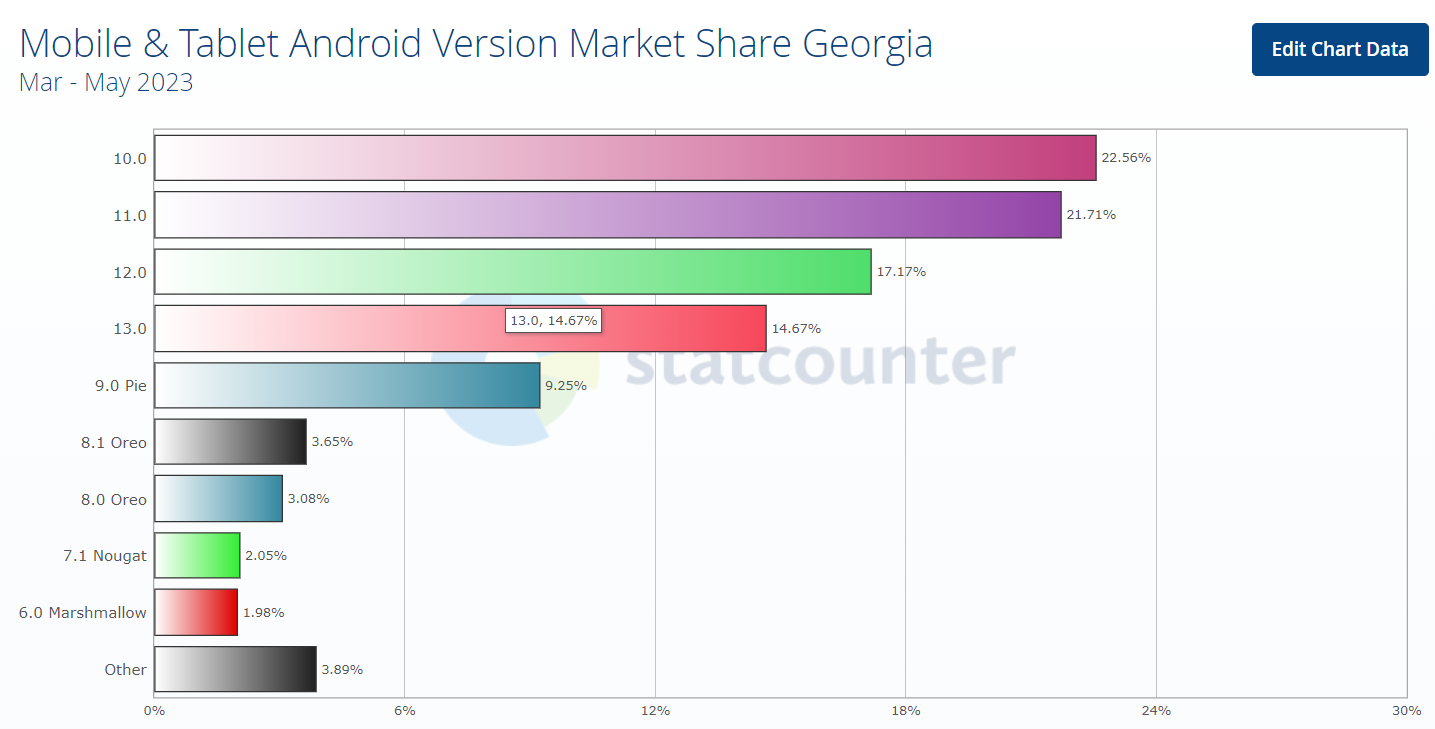 Mobile & Tablet Android Version Market Share Georgia
Mar - May 2023
Edit Chart Data
10.0 22.56%
11.0 21.71%
12.0 17.17%
13.0 13.0, 14.67% 14.67%
statcounter
9.0 Pie 9.25%
8.1 Oreo 3.65%
8.0 Oreo 3.08%
7.1 Nougat 2.05%
6.0 Marshmallow 1.98%
Other 3.89%
0% 6% 12% 18% 24% 30%